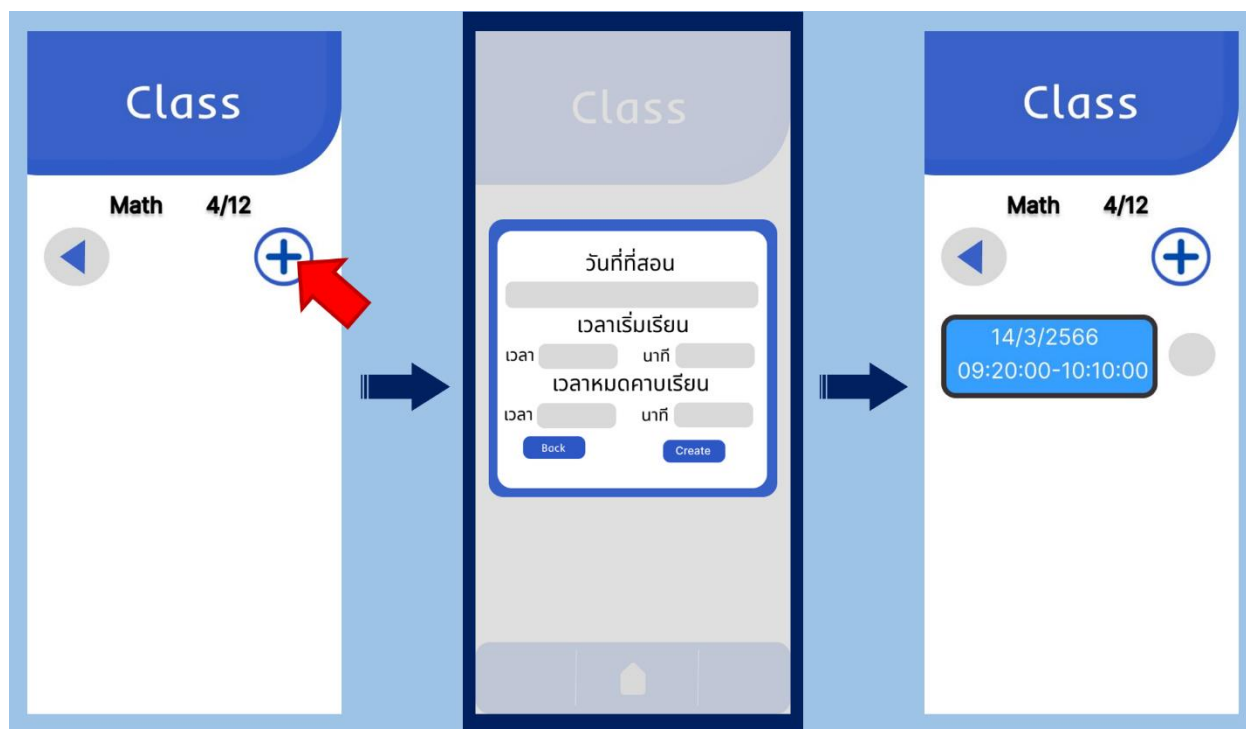 Class
Math 4/12
Class
วันที่ที่สอน
เวลาเริ่มเรียน
เวลา นาที
เวลาหมดคาบเรียน
เวลา นาที
Back Create
Class
Math 4/12
14/3/2566
09:20:00-10:10:00